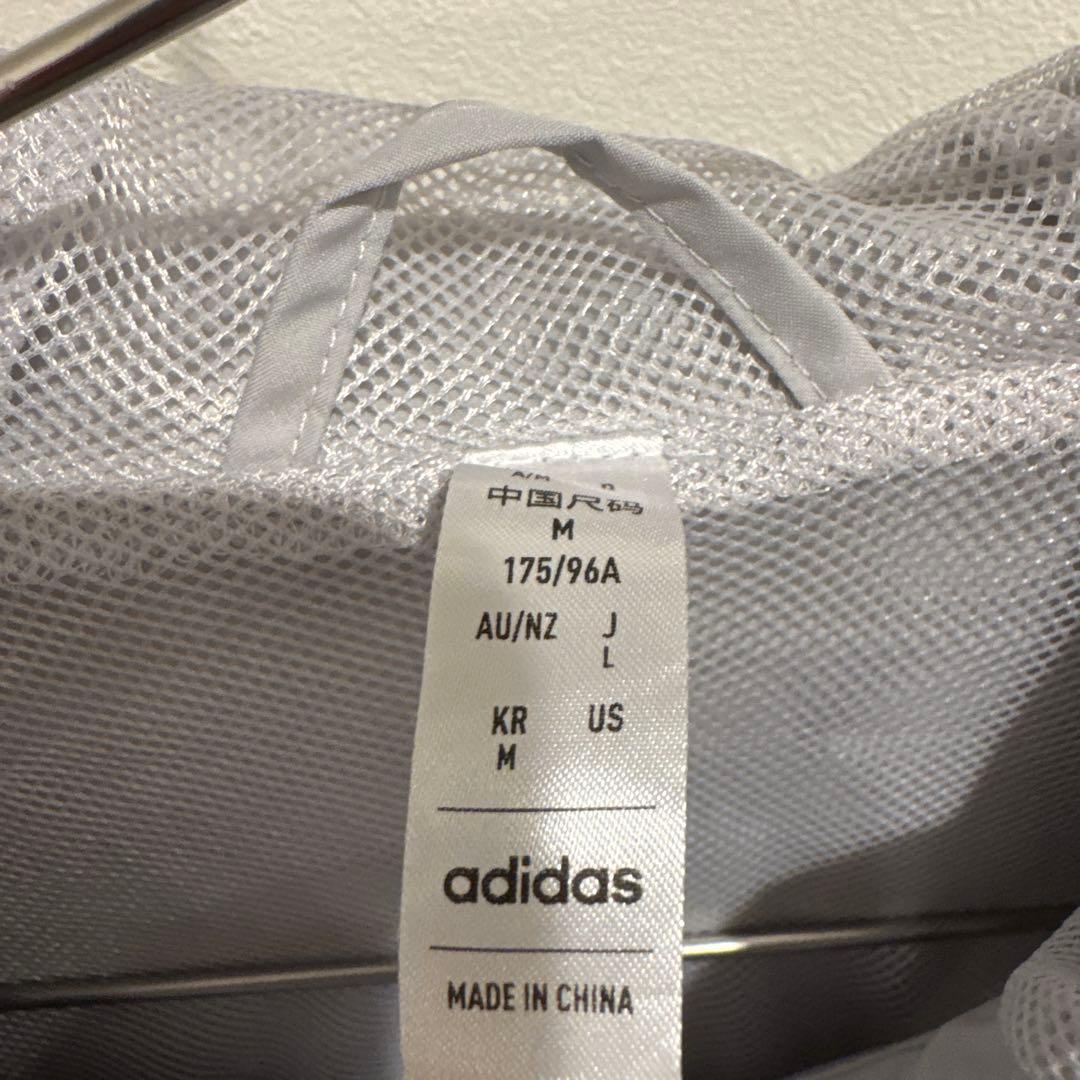 中国尺码
M
175/96A
AU/NZ J
L
KR US
M
adidas
MADE IN CHINA